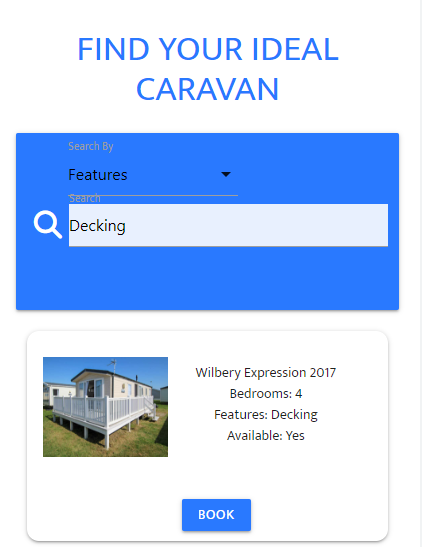 FIND YOUR IDEAL
CARAVAN
Search By
Features
Search
Decking
Wilbery Expression 2017
Bedrooms: 4
Features: Decking
Available: Yes
BOOK